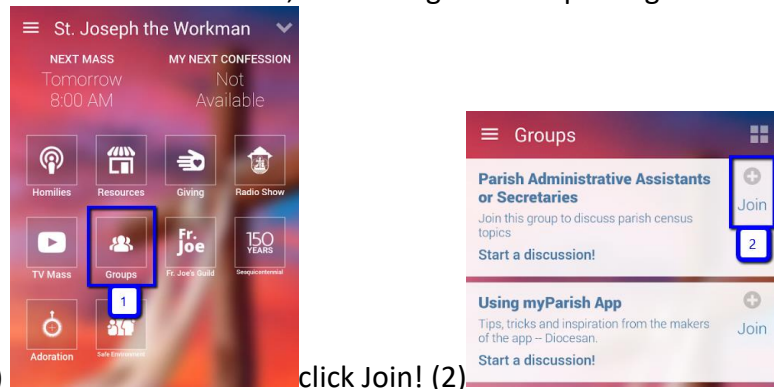 St. Joseph the Workman
NEXT MASS
Tomorrow
8:00 AM
MY NEXT CONFESSION
Not
Available
Homilies
Resources
Giving
Radio Show
TV Mass
Groups
Fr. Joe
Fr. Joe's Guild
150 YEARS
Sesquicentennial
1
Adoration
Safe Environment
)
click Join! (2)
Groups
Parish Administrative Assistants
or Secretaries
Join this group to discuss parish census
topics
Start a discussion!
Join
2
Using myParish App
Tips, tricks and inspiration from the makers
of the app – Diocesan.
Start a discussion!
Join